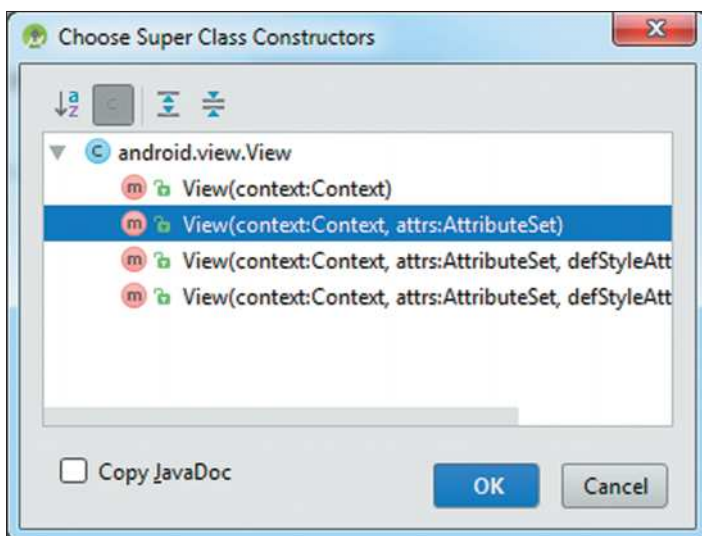 Choose Super Class Constructors
android.view.View
View(context:Context)
View(context:Context, attrs:AttributeSet)
View(context:Context, attrs:AttributeSet, defStyleAtt
View(context:Context, attrs:AttributeSet, defStyleAtt
Copy JavaDoc
OK
Cancel